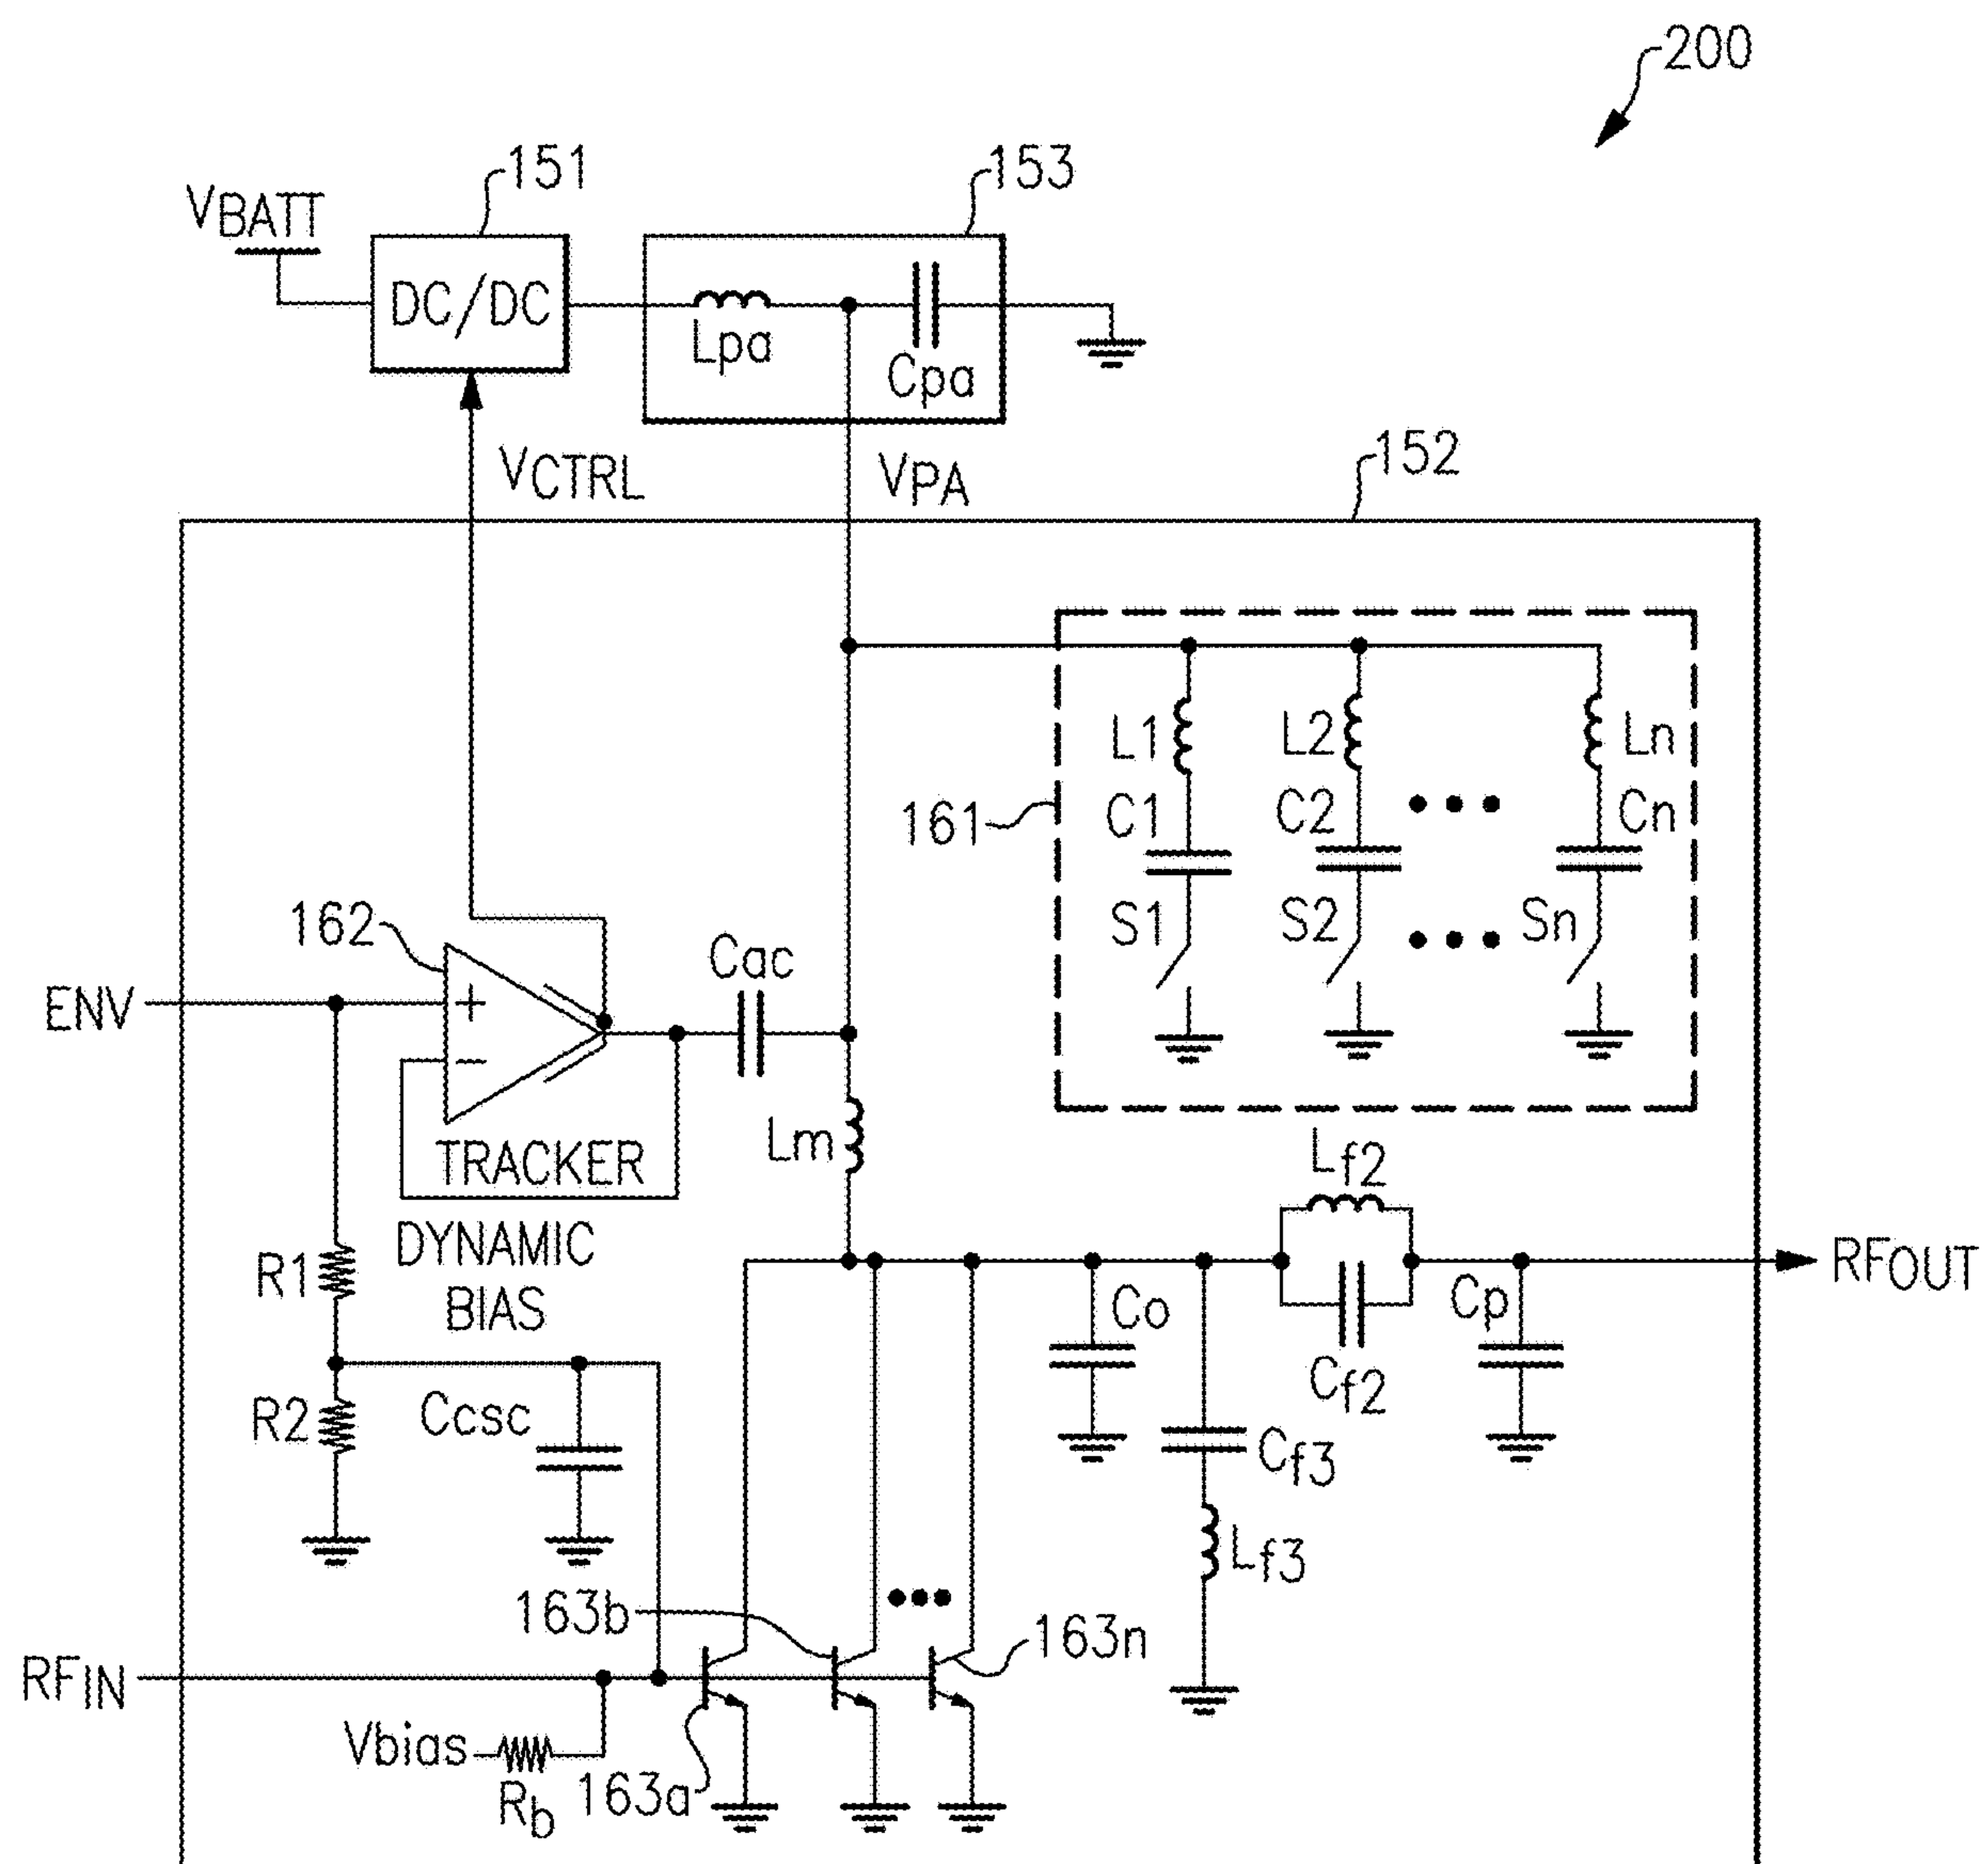 200
151
153
VBATT
DC/DC
Lpa
Cpa
VCTRL
VPA
152
L1
L2
Ln
161
C1
C2
Cn
S1
S2
Sn
162
Cac
ENV
+
−
TRACKER
Lm
Lf2
DYNAMIC
BIAS
R1
RFOUT
Co
Cp
Cf2
R2
Ccsc
Cf3
Lf3
163b
163n
RFIN
Vbias
Rb
163a